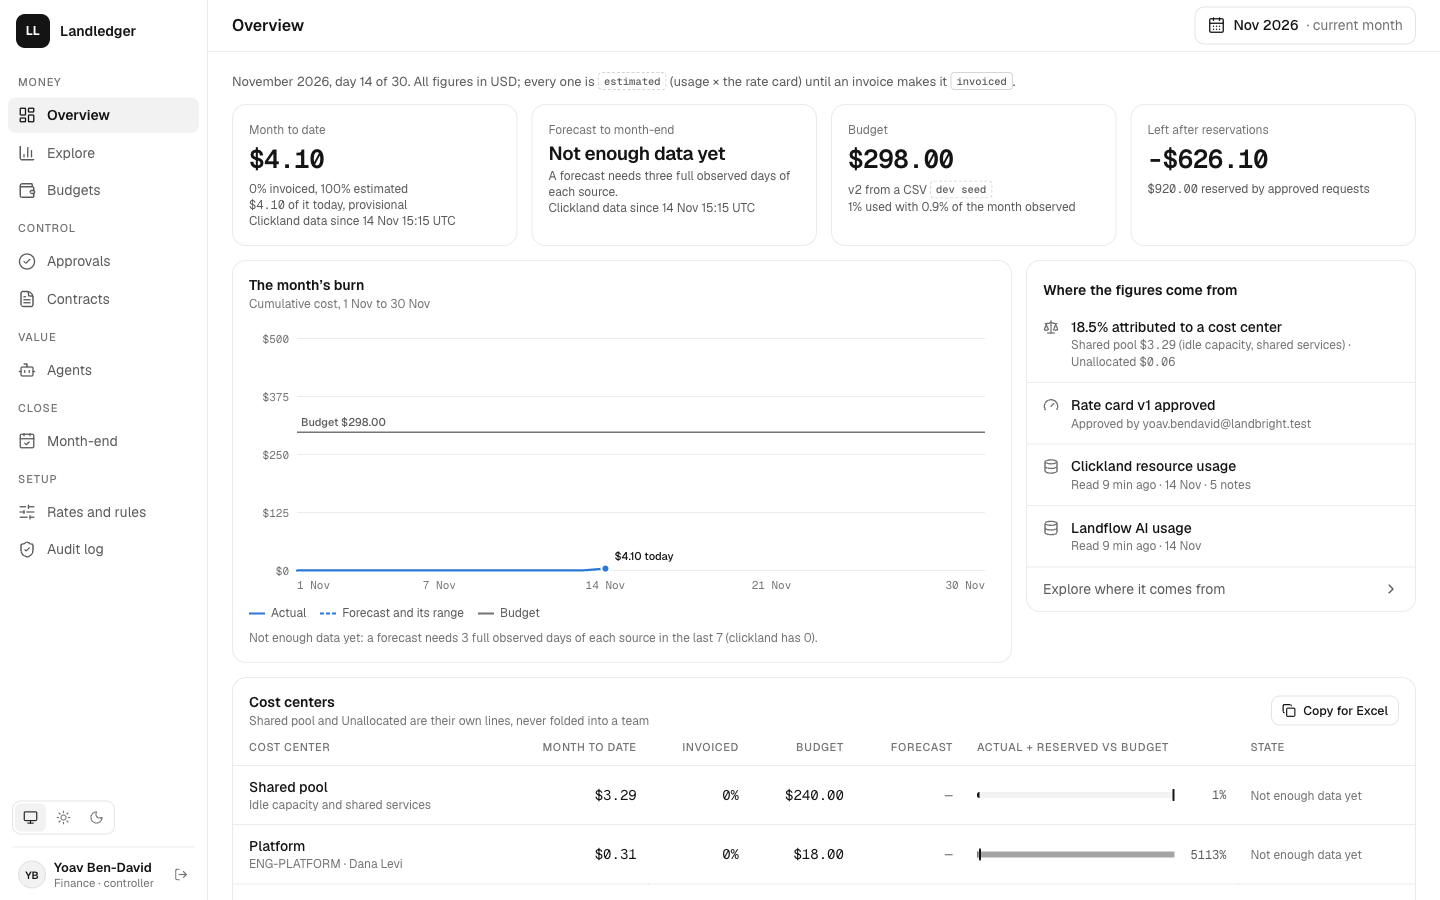 LL
Landledger
MONEY
Overview
Explore
Budgets
CONTROL
Approvals
Contracts
VALUE
Agents
CLOSE
Month-end
SETUP
Rates and rules
Audit log
YB
Yoav Ben-David
Finance · controller
Overview
Nov 2026 · current month
November 2026, day 14 of 30. All figures in USD; every one is estimated (usage × the rate card) until an invoice makes it invoiced.
Month to date
$4.10
0% invoiced, 100% estimated
$4.10 of it today, provisional
Clickland data since 14 Nov 15:15 UTC
Forecast to month-end
Not enough data yet
A forecast needs three full observed days of
each source.
Clickland data since 14 Nov 15:15 UTC
Budget
$298.00
v2 from a CSV dev seed
1% used with 0.9% of the month observed
Left after reservations
-$626.10
$920.00 reserved by approved requests
The month's burn
Cumulative cost, 1 Nov to 30 Nov
$500
$375
Budget $298.00
$250
$125
$4.10 today
$0
1 Nov 7 Nov 14 Nov 21 Nov 30 Nov
Actual Forecast and its range Budget
Not enough data yet: a forecast needs 3 full observed days of each source in the last 7 (clickland has 0).
Where the figures come from
18.5% attributed to a cost center
Shared pool $3.29 (idle capacity, shared services) ·
Unallocated $0.06
Rate card v1 approved
Approved by yoav.bendavid@landbright.test
Clickland resource usage
Read 9 min ago · 14 Nov · 5 notes
Landflow AI usage
Read 9 min ago · 14 Nov
Explore where it comes from
Cost centers
Shared pool and Unallocated are their own lines, never folded into a team
Copy for Excel
COST CENTER MONTH TO DATE INVOICED BUDGET FORECAST ACTUAL + RESERVED VS BUDGET STATE
Shared pool
Idle capacity and shared services
$3.29 0% $240.00 — 1% Not enough data yet
Platform
ENG-PLATFORM · Dana Levi
$0.31 0% $18.00 — 5113% Not enough data yet